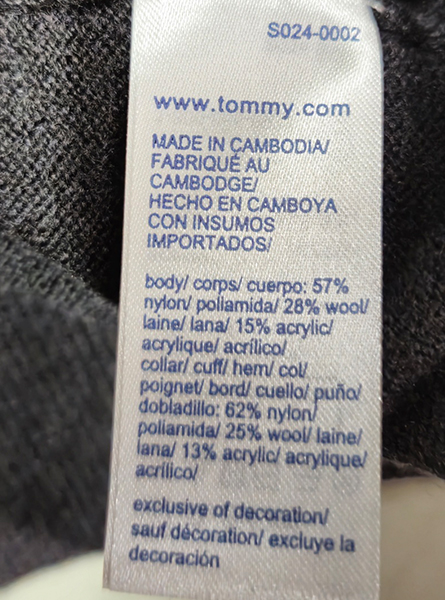 S024-0002
www.tommy.com
MADE IN CAMBODIA/
FABRIQUÉ AU
CAMBODGE/
HECHO EN CAMBOYA
CON INSUMOS
IMPORTADOS/
body/ corps/ cuerpo: 57%
nylon/ poliamida/ 28% wool/
laine/ lana/ 15% acrylic/
acrylique/ acrílico/
collar/ cuff/ hem/ col/
poignet/ bord/ cuello/ puño/
dobladillo: 62% nylon/
poliamida/ 25% wool/ laine/
lana/ 13% acrylic/ acrylique/
acrílico/
exclusive of decoration/
sauf décoration/ excluye la
decoración